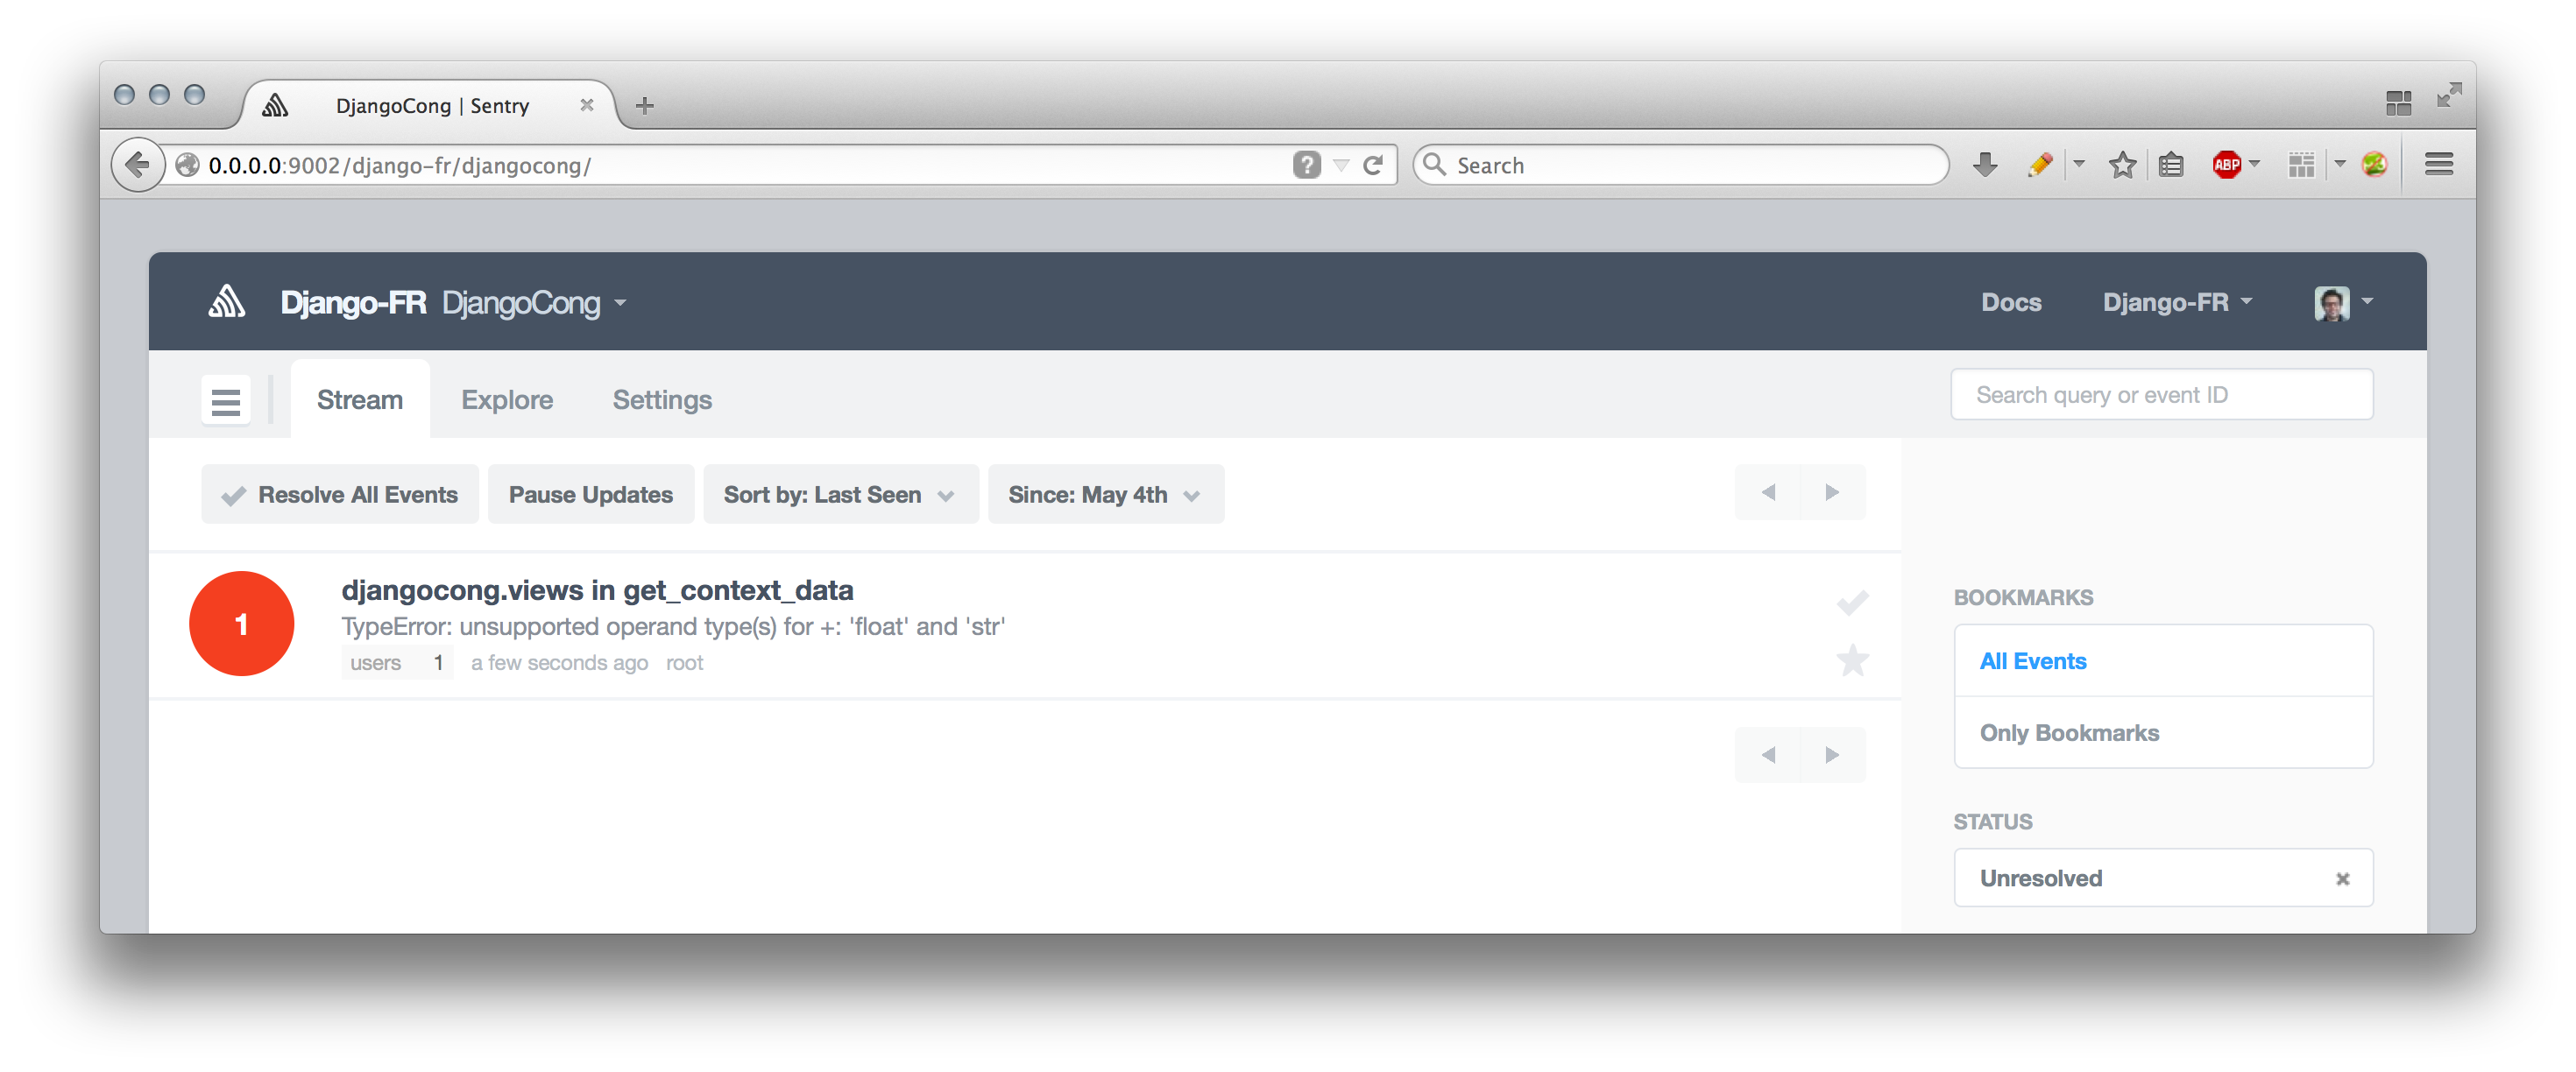 DjangoCong | Sentry
0.0.0.0:9002/django-fr/djangocong/
?
Search
ABP
Django-FR DjangoCong
Docs
Django-FR
Stream
Explore
Settings
Search query or event ID
Resolve All Events
Pause Updates
Sort by: Last Seen
Since: May 4th
1
djangocong.views in get_context_data
TypeError: unsupported operand type(s) for +: 'float' and 'str'
users 1 a few seconds ago root
BOOKMARKS
All Events
Only Bookmarks
STATUS
Unresolved